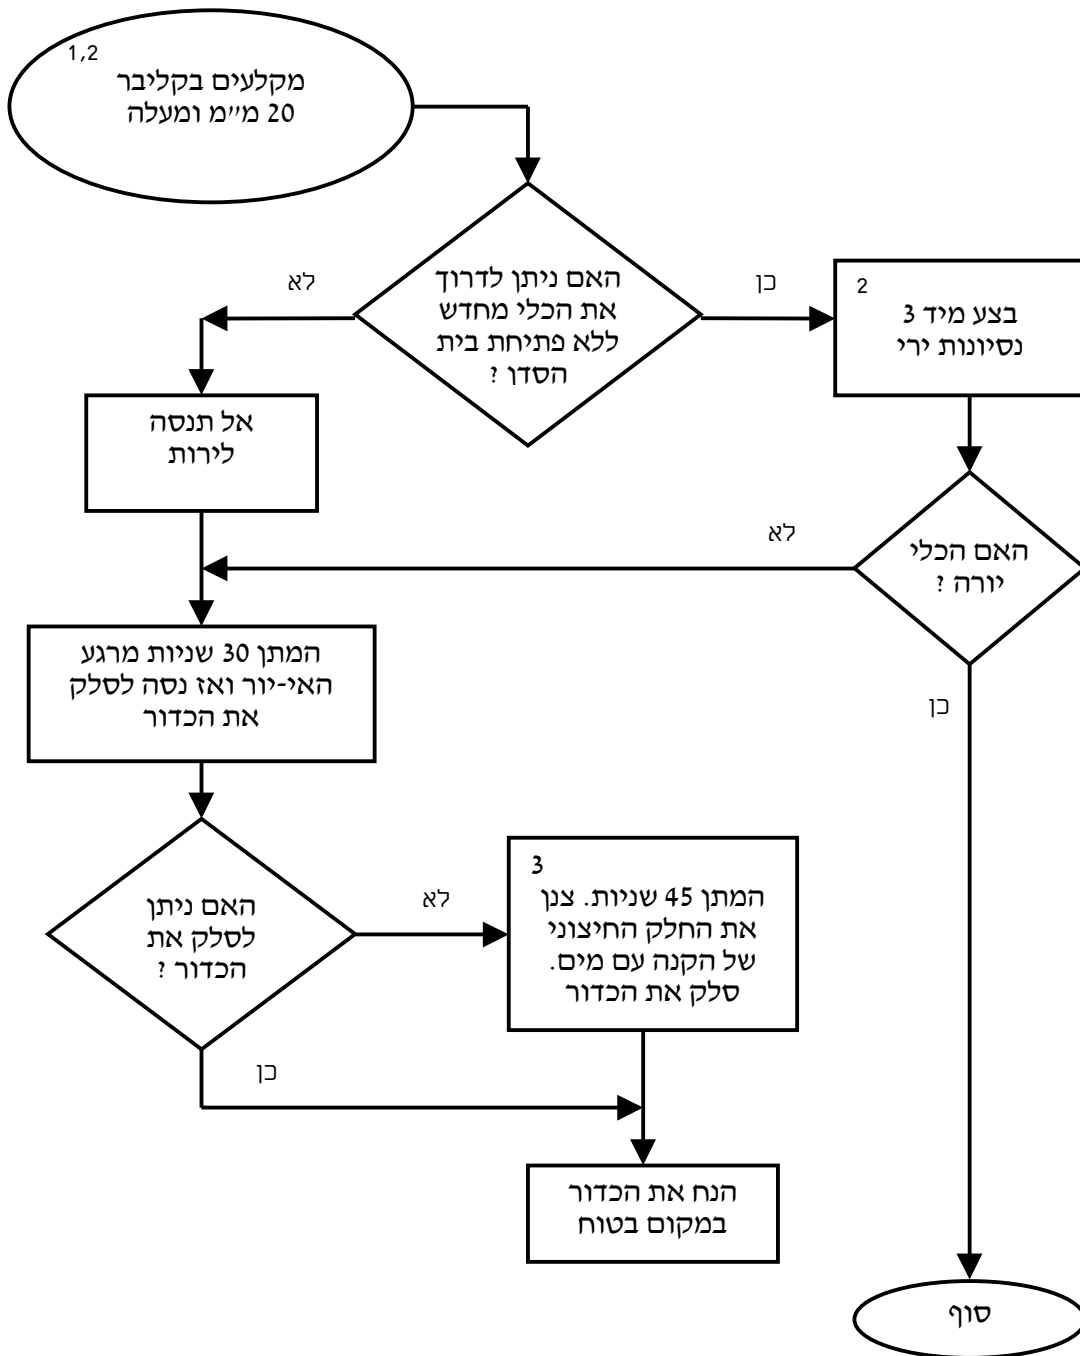 1,2
מקלעים בקליבר
20 מ״מ ומעלה
האם ניתן לדרוך
את הכלי מחדש
ללא פתיחת בית
הסדן ?
כן
לא
2
בצע מיד 3
נסיונות ירי
אל תנסה
לירות
האם הכלי
יורה ?
לא
כן
המתן 30 שניות מרגע
האי-יור ואז נסה לסלק
את הכדור
האם ניתן
לסלק את
הכדור ?
לא
כן
3
המתן 45 שניות. צנן
את החלק החיצוני
של הקנה עם מים.
סלק את הכדור
הנח את הכדור
במקום בטוח
סוף